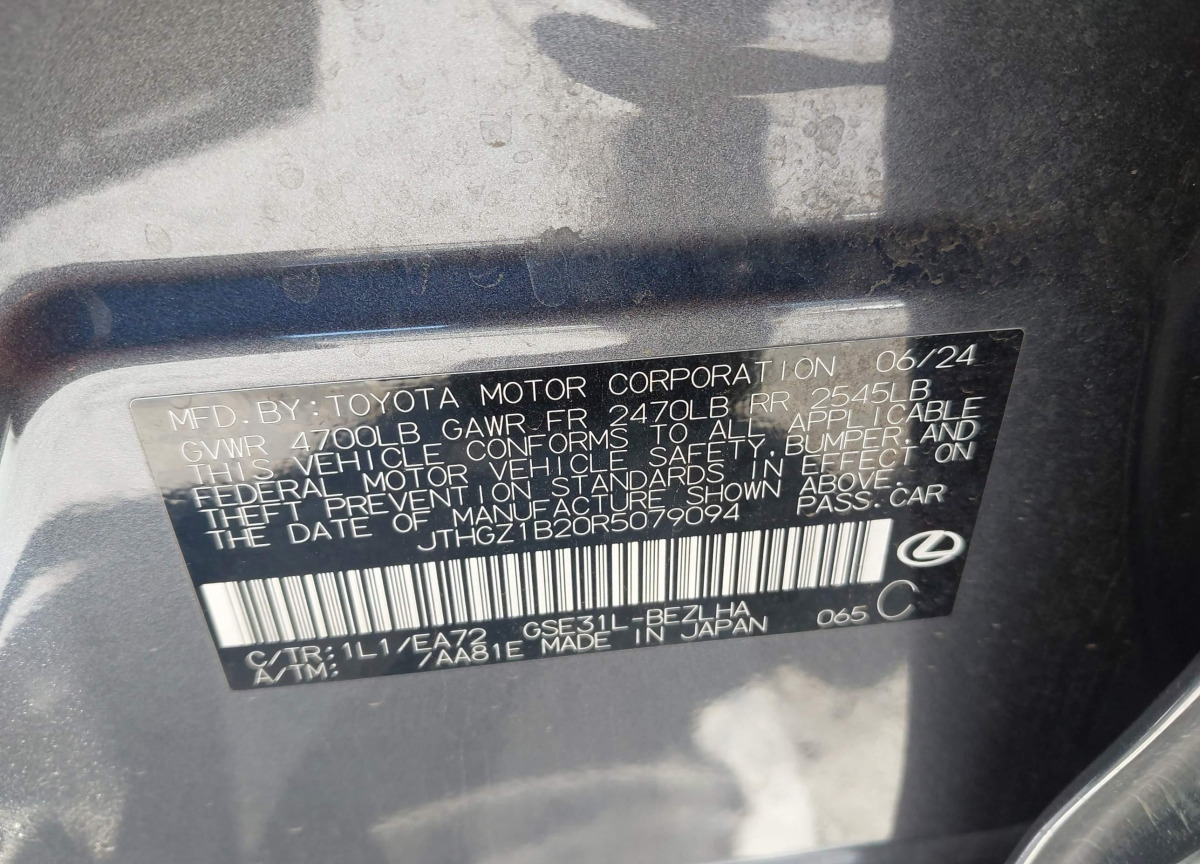 MFD.BY:TOYOTA MOTOR CORPORATION 06/24
GVWR 4700LB GAWR FR 2470LB RR 2545LB
THIS VEHICLE CONFORMS TO ALL APPLICABLE
FEDERAL MOTOR VEHICLE SAFETY,BUMPER,AND
THEFT PREVENTION STANDARDS IN EFFECT ON
THE DATE OF MANUFACTURE SHOWN ABOVE.
JTHGZ1B20R5079094 PASS.CAR
C/TR:1L1/EA72 GSE31L-BEZLHA 065 C
A/TM: /AA81E MADE IN JAPAN